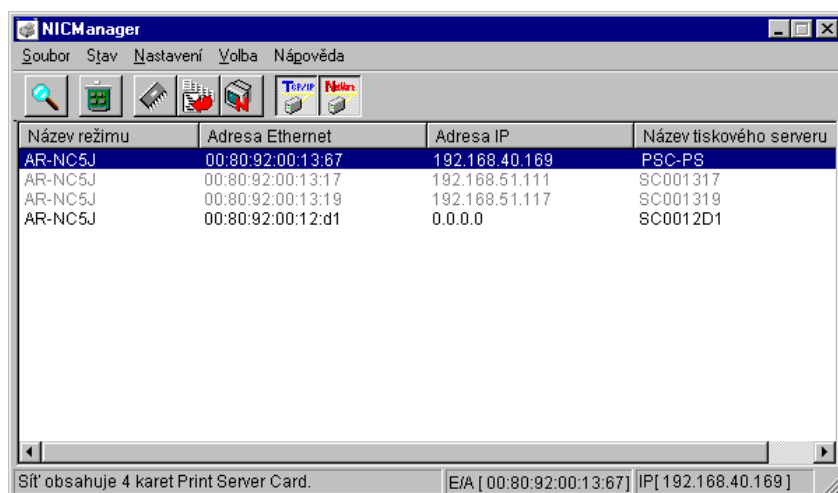 NICManager
Soubor Stav Nastavení Volba Nápověda
TCP/IP NetWare
Název režimu Adresa Ethernet Adresa IP Název tiskového serveru
AR-NC5J 00:80:92:00:13:67 192.168.40.169 PSC-PS
AR-NC5J 00:80:92:00:13:17 192.168.51.111 SC001317
AR-NC5J 00:80:92:00:13:19 192.168.51.117 SC001319
AR-NC5J 00:80:92:00:12:d1 0.0.0.0 SC0012D1
Síť obsahuje 4 karet Print Server Card. E/A [ 00:80:92:00:13:67] IP[ 192.168.40.169 ]